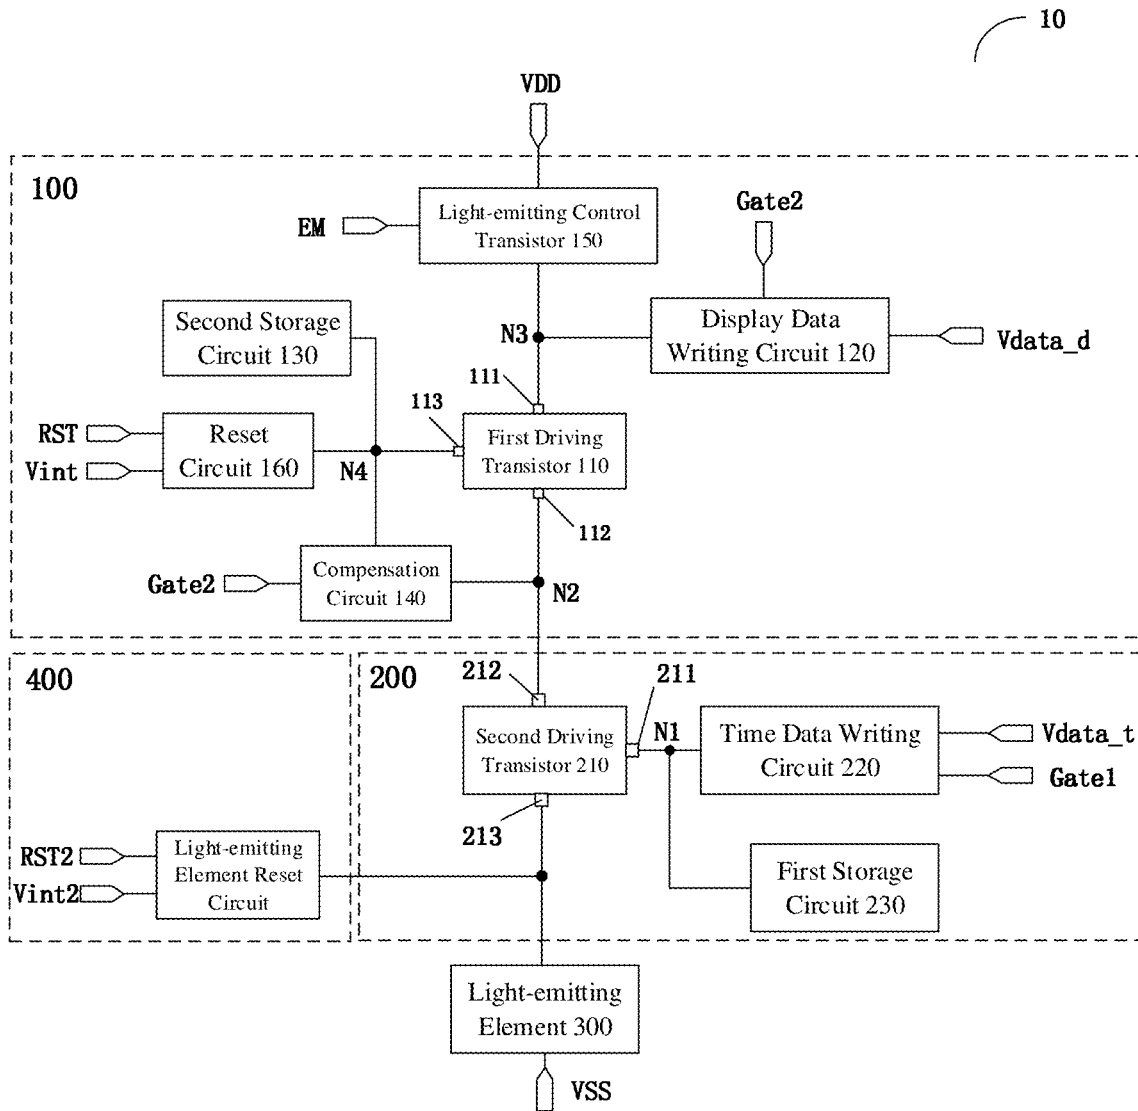 10
VDD
100
Light-emitting Control
Transistor 150
EM
Gate2
Second Storage
Circuit 130
N3
Display Data
Writing Circuit 120
Vdata_d
111
113
RST
Reset
Circuit 160
Vint
N4
First Driving
Transistor 110
112
Gate2
Compensation
Circuit 140
N2
400
200
212
211
Second Driving
Transistor 210
N1
Time Data Writing
Circuit 220
Vdata_t
Gate1
213
RST2
Vint2
Light-emitting
Element Reset
Circuit
First Storage
Circuit 230
Light-emitting
Element 300
VSS